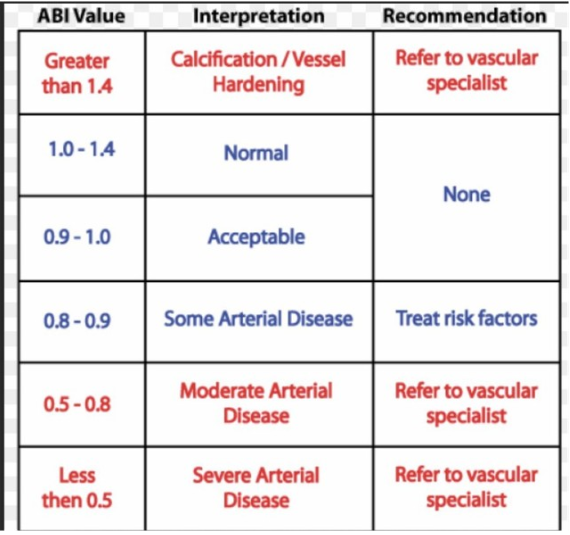 ABI Value Interpretation Recommendation
Greater
than 1.4
Calcification / Vessel
Hardening
Refer to vascular
specialist
1.0 - 1.4
Normal
None
0.9 - 1.0
Acceptable
0.8 - 0.9
Some Arterial Disease
Treat risk factors
0.5 - 0.8
Moderate Arterial
Disease
Refer to vascular
specialist
Less
then 0.5
Severe Arterial
Disease
Refer to vascular
specialist